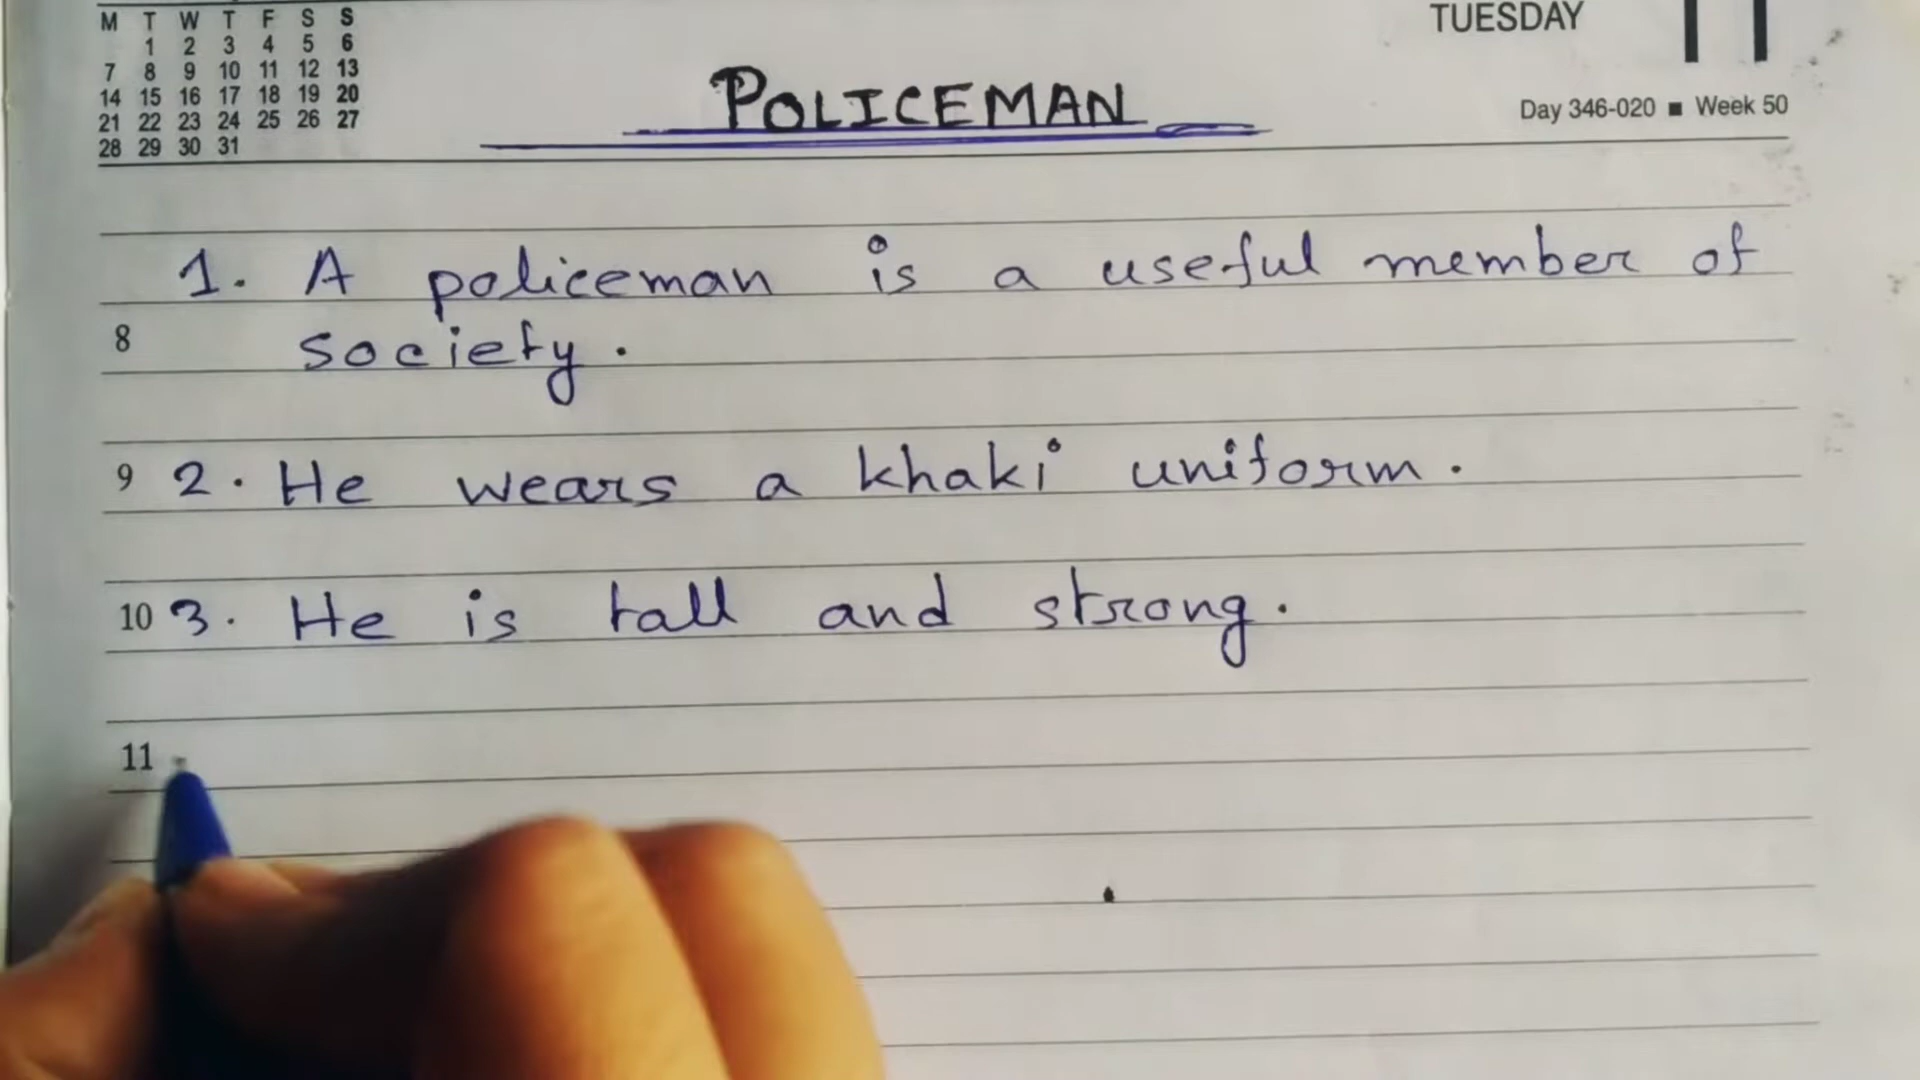 M T W T F S S
1 2 3 4 5 6
7 8 9 10 11 12 13
14 15 16 17 18 19 20
21 22 23 24 25 26 27
28 29 30 31
TUESDAY
Day 346-020 ■ Week 50
POLICEMAN
1. A policeman is a useful member of
8 society.
9 2. He wears a khaki uniform.
10 3. He is tall and strong.
11